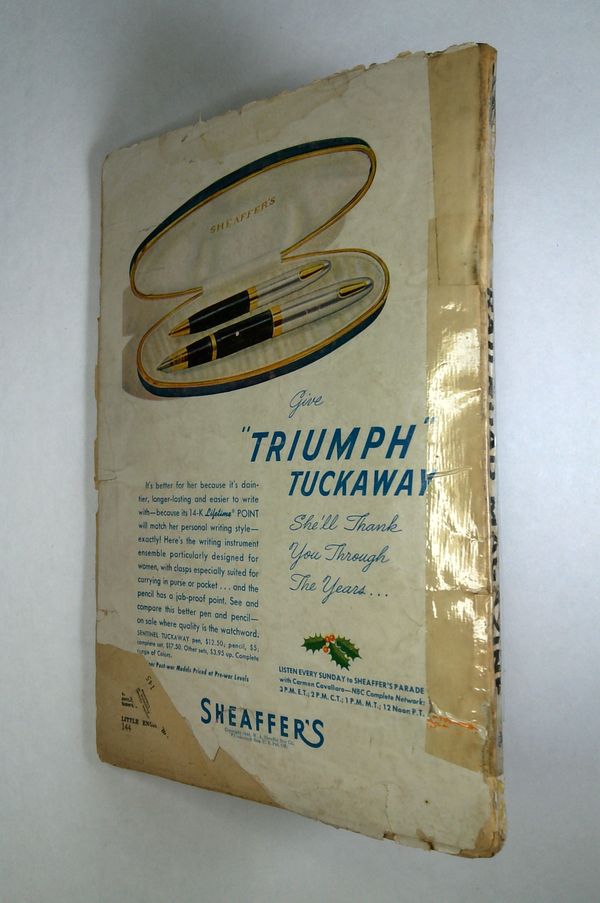 SHEAFFER'S
Give
"TRIUMPH"
TUCKAWAY
She'll Thank
You Through
The Years...
It's better for her because it's dain-
tier, longer-lasting and easier to write
with—because its 14-K Lifetime® POINT
will match her personal writing style—
exactly! Here's the writing instrument
ensemble particularly designed for
women, with clasps especially suited for
carrying in purse or pocket... and the
pencil has a jab-proof point. See and
compare this better pen and pencil—
on sale where quality is the watchword.
SENTINEL TUCKAWAY pen, $12.50; pencil, $5,
complete set, $17.50. Other sets, $3.95 up. Complete
range of Colors.
Post-war Models Priced at Pre-war Levels
LISTEN EVERY SUNDAY to SHEAFFER'S PARADE
with Carmen Cavallaro—NBC Complete Network:
3 P.M. E.T.; 2 P.M. C.T.; 1 P.M. M.T.; 12 Noon P.T.
SHEAFFER'S
145
LITTLE
144
RAILROAD MAGAZINE